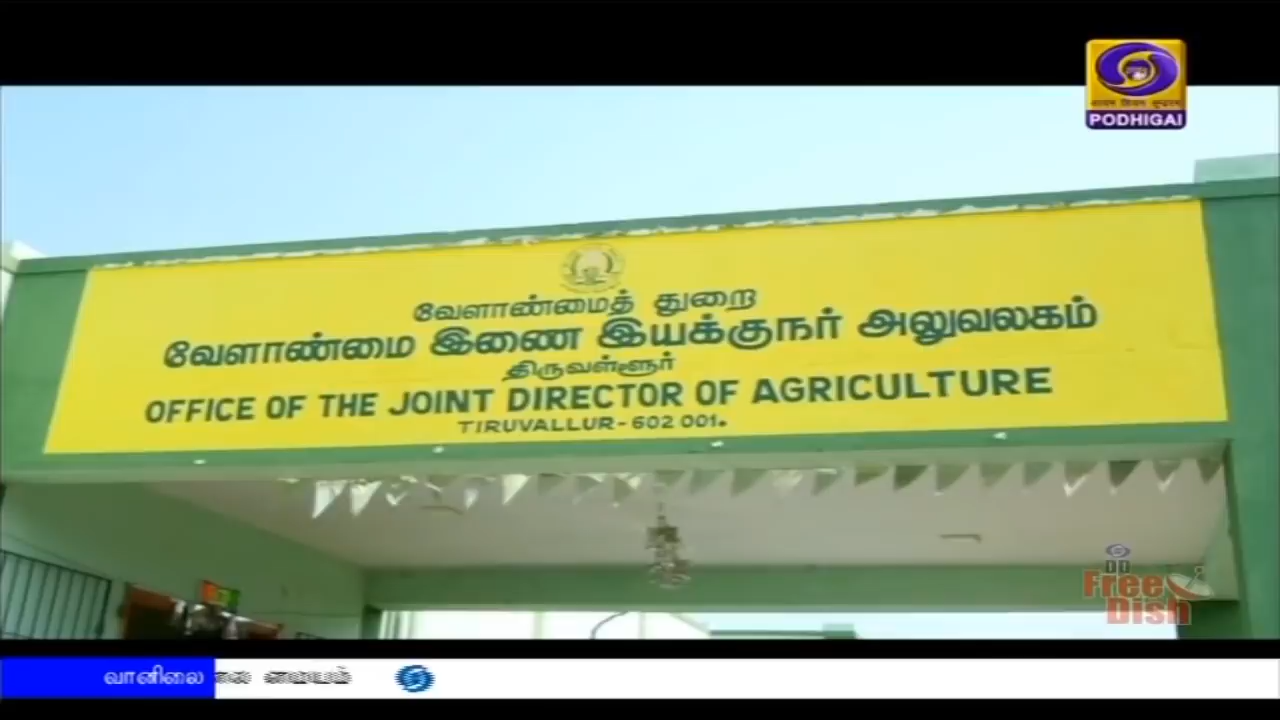 PODHIGAI
வேளாண்மைத் துறை
வேளாண்மை இணை இயக்குநர் அலுவலகம்
திருவள்ளூர்
OFFICE OF THE JOINT DIRECTOR OF AGRICULTURE
TIRUVALLUR-602 001.
DD
Free
Dish
வானிலை லை மையம்